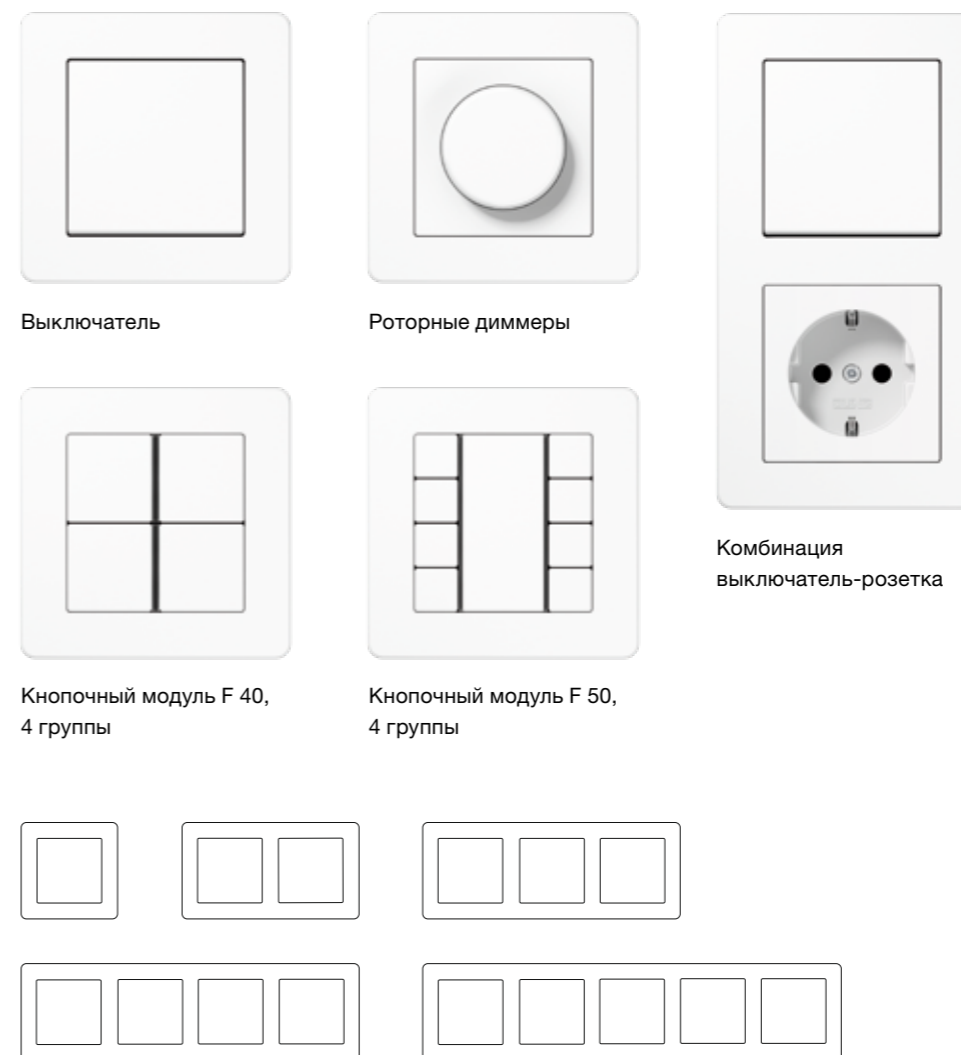 Выключатель
Роторные диммеры
Комбинация
выключатель-розетка
Кнопочный модуль F 40,
4 группы
Кнопочный модуль F 50,
4 группы